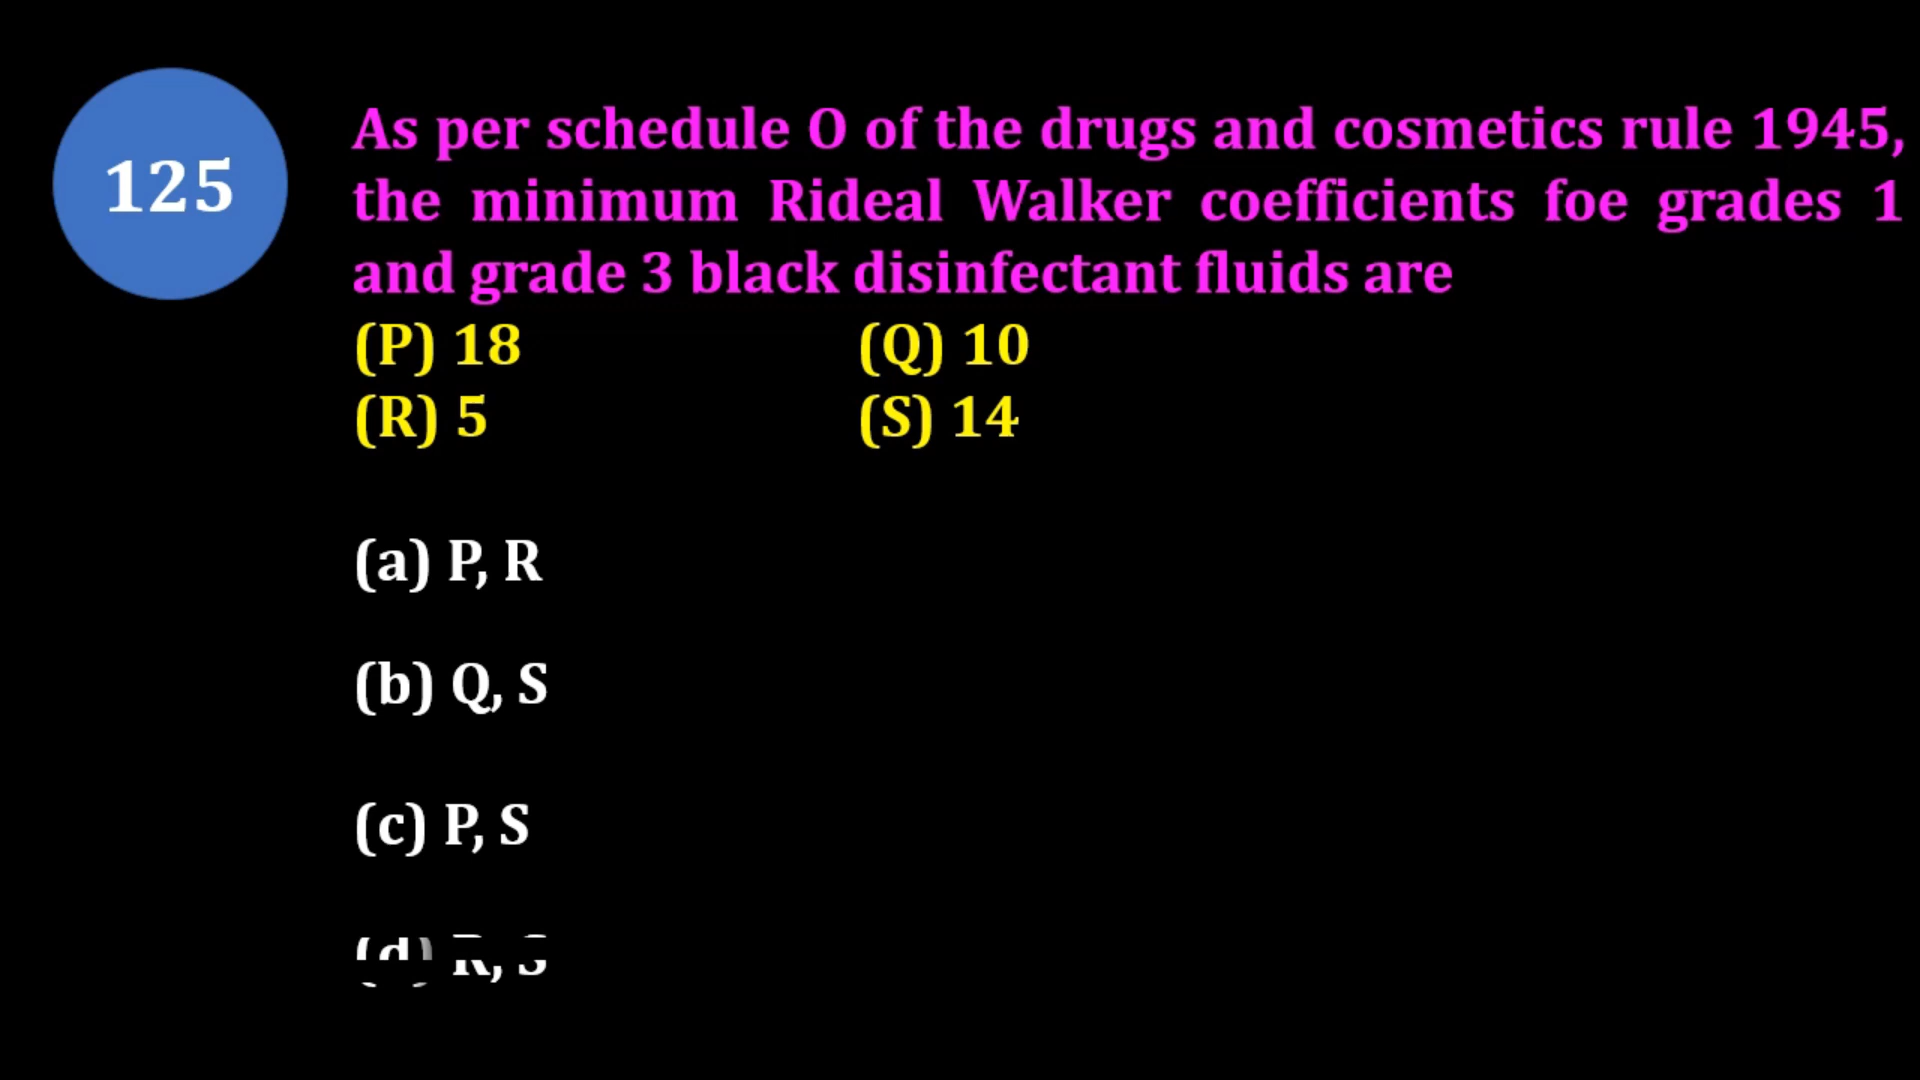 125
As per schedule O of the drugs and cosmetics rule 1945,
the minimum Rideal Walker coefficients foe grades 1
and grade 3 black disinfectant fluids are
(P) 18 (Q) 10
(R) 5 (S) 14
(a) P, R
(b) Q, S
(c) P, S
(d) R, S